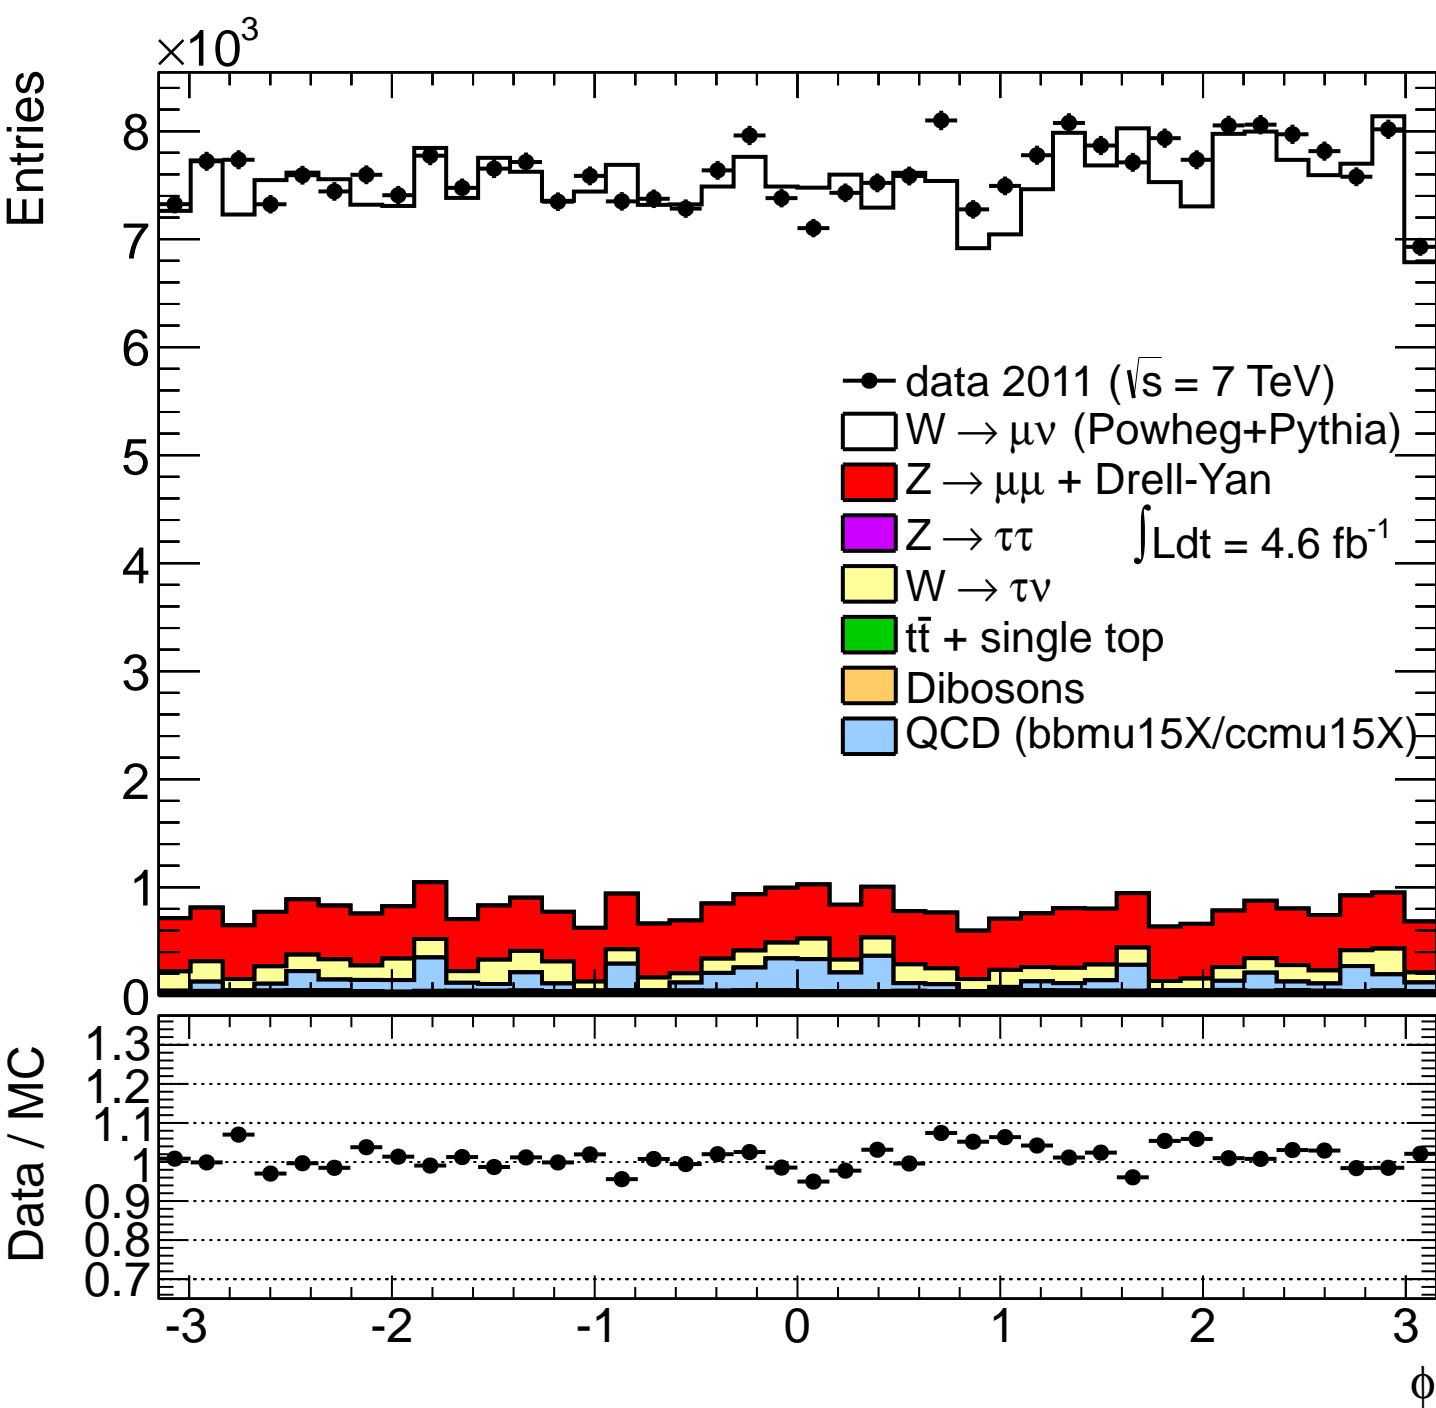 ×10³
Entries
8
7
6
5
4
3
2
1
0
data 2011 (√s = 7 TeV)
W → μν (Powheg+Pythia)
Z → μμ + Drell-Yan
Z → ττ
∫Ldt = 4.6 fb⁻¹
W → τν
tt̄ + single top
Dibosons
QCD (bbmu15X/ccmu15X)
Data / MC
1.3
1.2
1.1
1
0.9
0.8
0.7
-3 -2 -1 0 1 2 3
ϕ